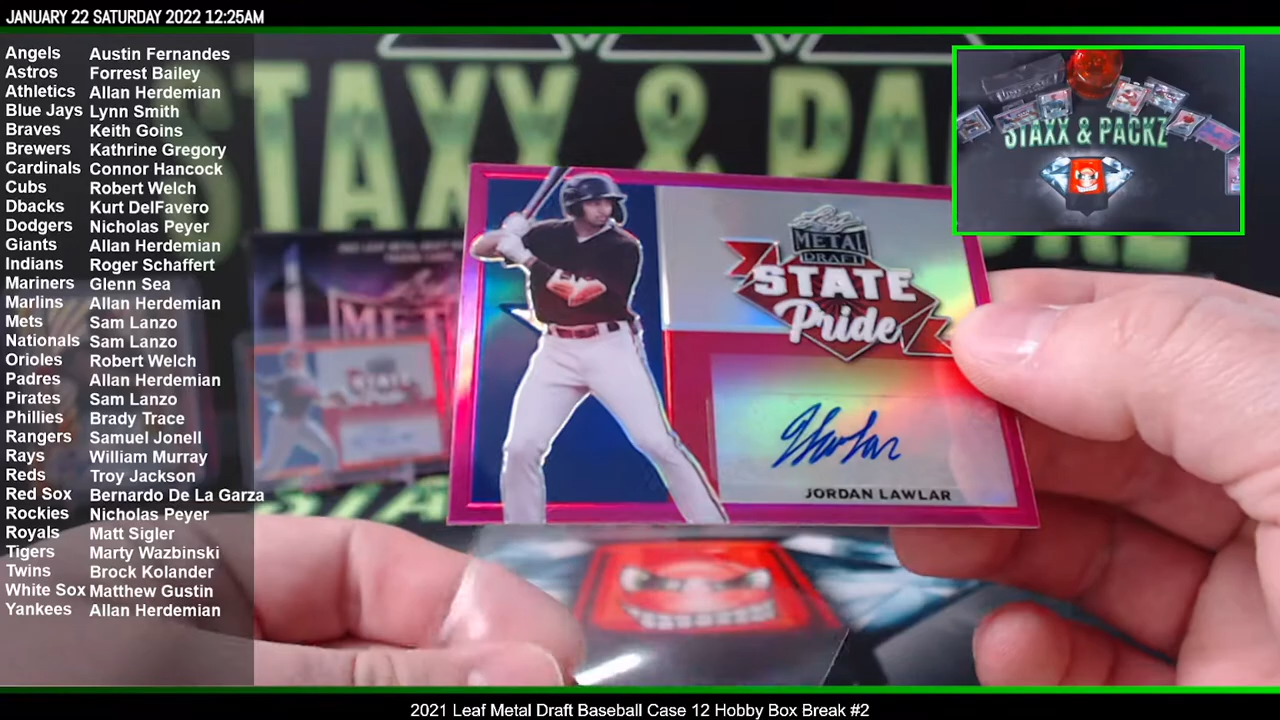 JANUARY 22 SATURDAY 2022 12:25AM
Angels Austin Fernandes
Astros Forrest Bailey
Athletics Allan Herdemian
Blue Jays Lynn Smith
Braves Keith Goins
Brewers Kathrine Gregory
Cardinals Connor Hancock
Cubs Robert Welch
Dbacks Kurt DelFavero
Dodgers Nicholas Peyer
Giants Allan Herdemian
Indians Roger Schaffert
Mariners Glenn Sea
Marlins Allan Herdemian
Mets Sam Lanzo
Nationals Sam Lanzo
Orioles Robert Welch
Padres Allan Herdemian
Pirates Sam Lanzo
Phillies Brady Trace
Rangers Samuel Jonell
Rays William Murray
Reds Troy Jackson
Red Sox Bernardo De La Garza
Rockies Nicholas Peyer
Royals Matt Sigler
Tigers Marty Wazbinski
Twins Brock Kolander
White Sox Matthew Gustin
Yankees Allan Herdemian
STAXX & PACKZ
STAXX & PACKZ
Leaf
METAL
DRAFT
STATE
Pride
JORDAN LAWLAR
2021 Leaf Metal Draft Baseball Case 12 Hobby Box Break #2